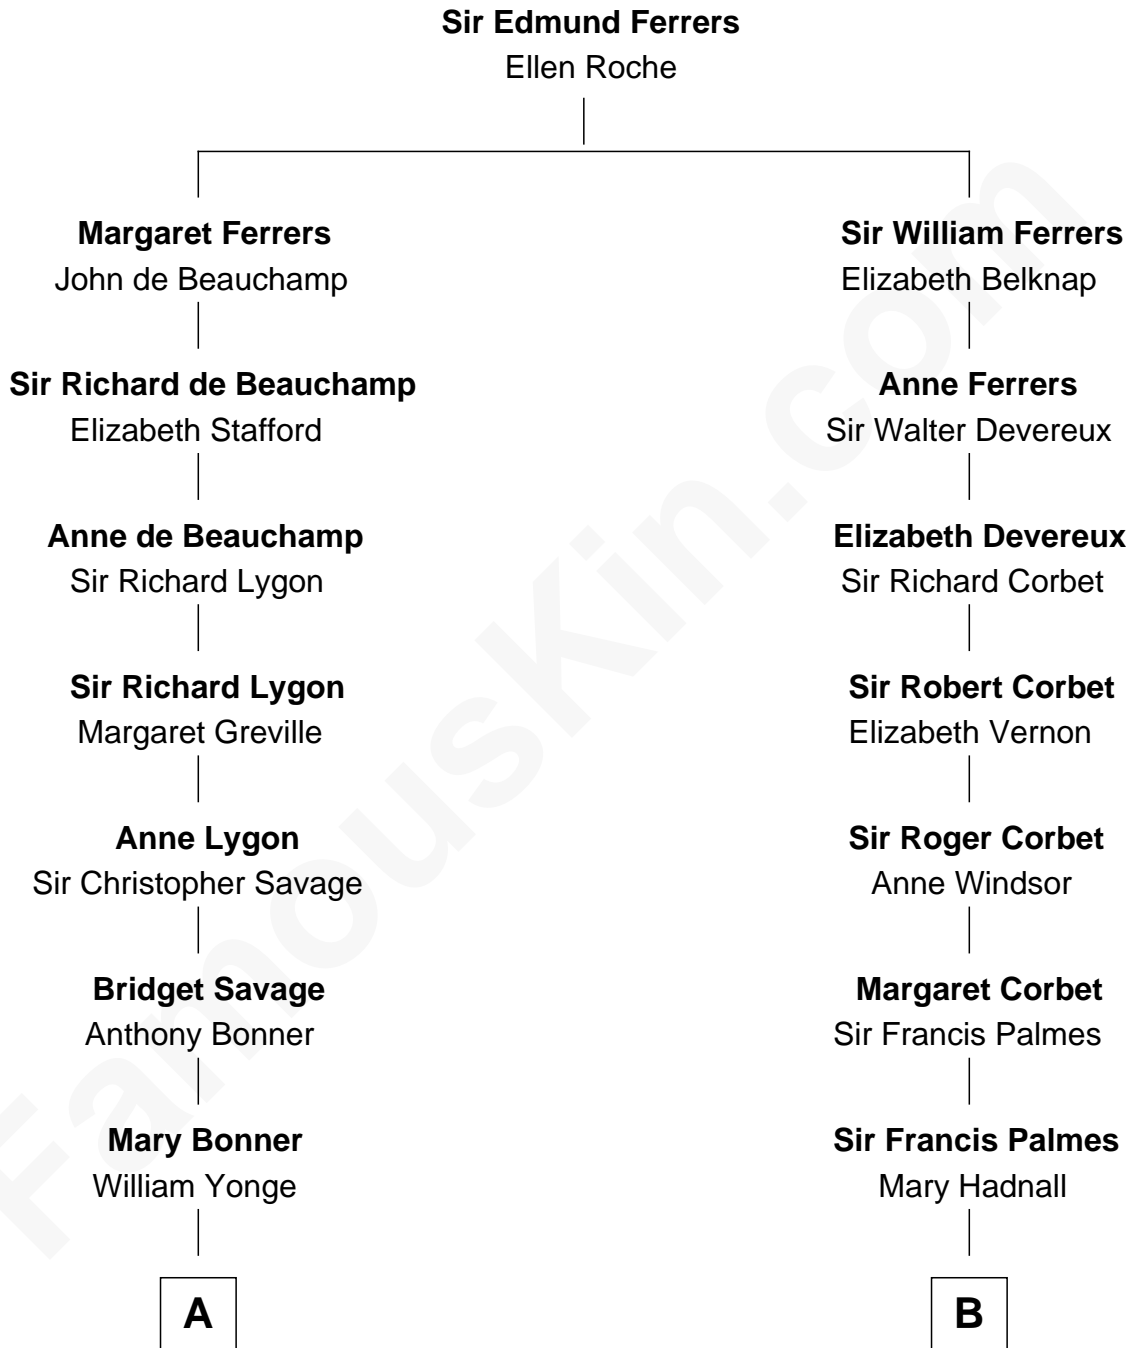 Sir Edmund Ferrers
Ellen Roche
Margaret Ferrers
John de Beauchamp
Sir William Ferrers
Elizabeth Belknap
Sir Richard de Beauchamp
Elizabeth Stafford
Anne Ferrers
Sir Walter Devereux
Anne de Beauchamp
Sir Richard Lygon
Elizabeth Devereux
Sir Richard Corbet
Sir Richard Lygon
Margaret Greville
Sir Robert Corbet
Elizabeth Vernon
Anne Lygon
Sir Christopher Savage
Sir Roger Corbet
Anne Windsor
Bridget Savage
Anthony Bonner
Margaret Corbet
Sir Francis Palmes
Mary Bonner
William Yonge
Sir Francis Palmes
Mary Hadnall
A
B
FamousKin.com